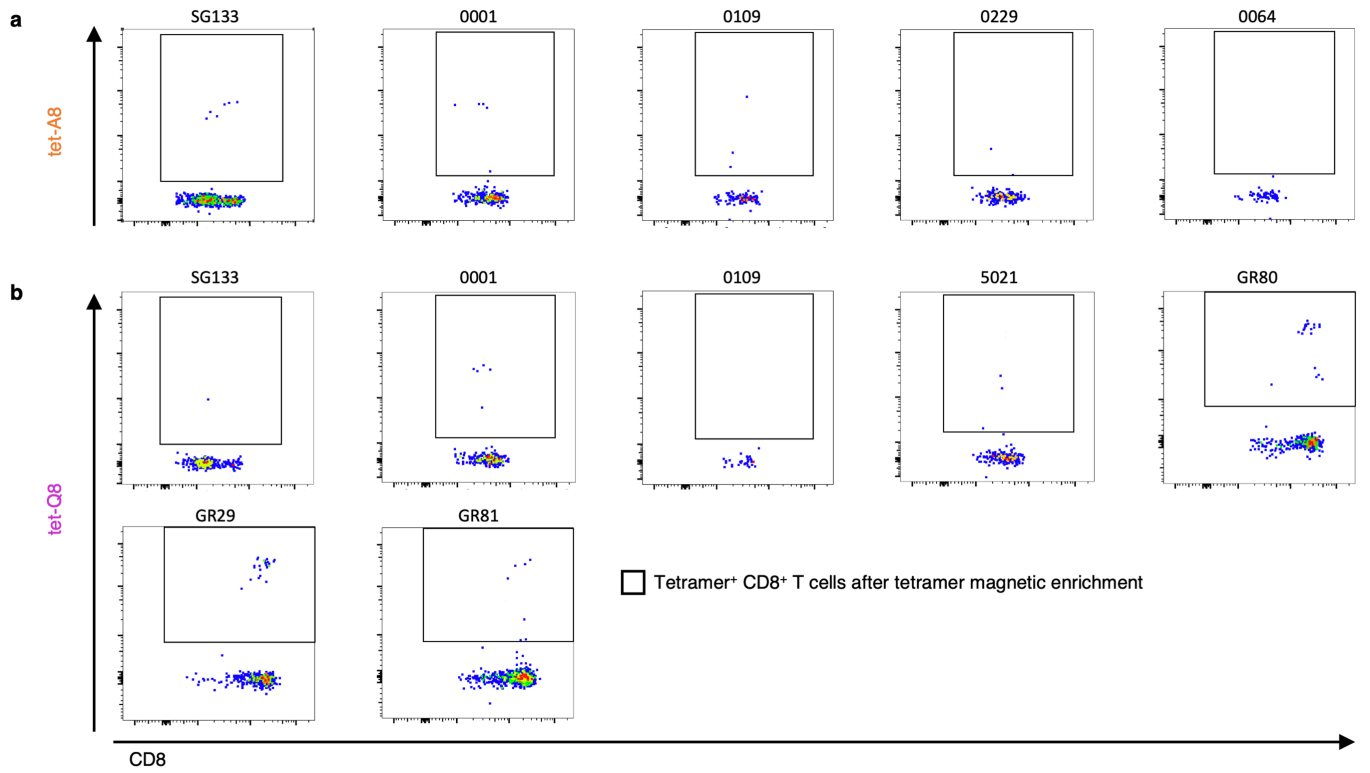 a
SG133 0001 0109 0229 0064
tet-A8
b
SG133 0001 0109 5021 GR80
tet-Q8
GR29 GR81
Tetramer⁺ CD8⁺ T cells after tetramer magnetic enrichment
CD8